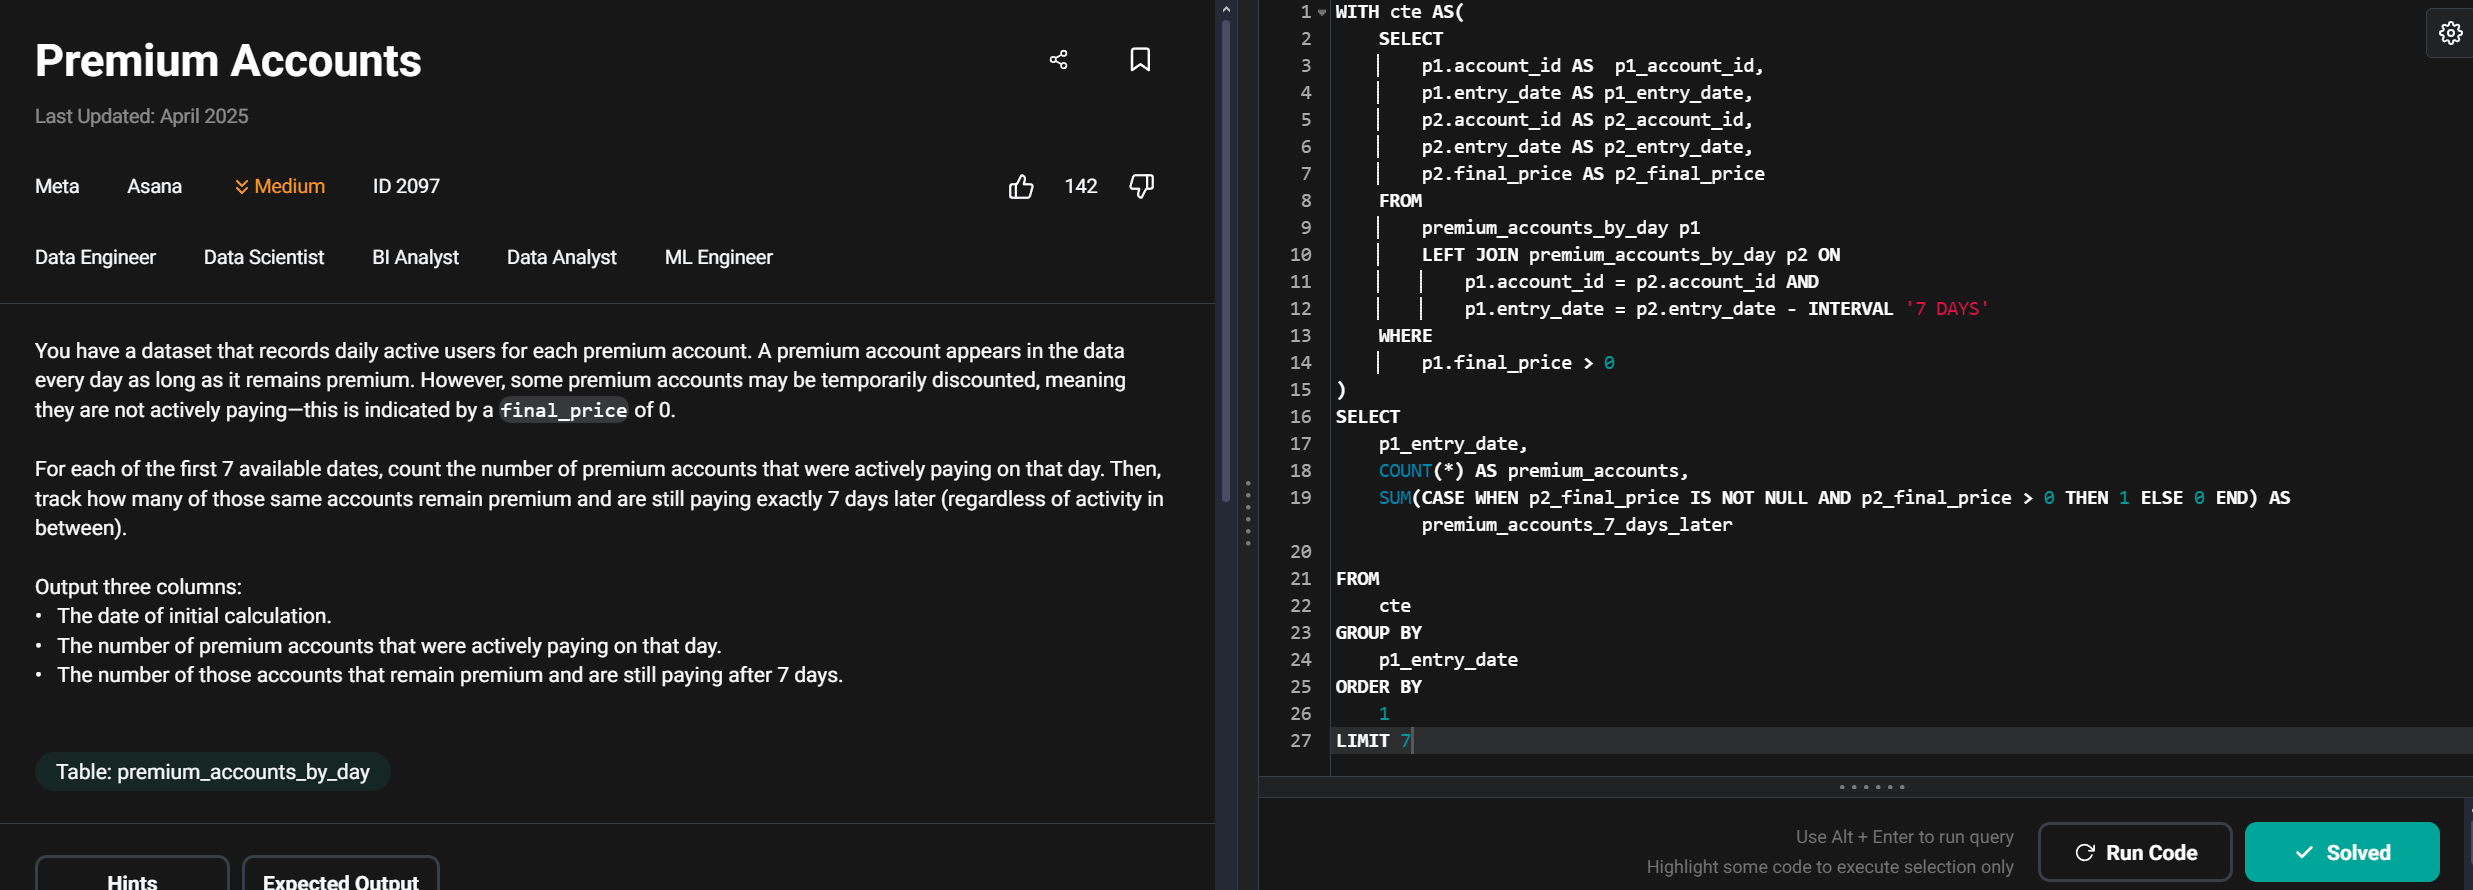 Premium Accounts
Last Updated: April 2025
Meta Asana Medium ID 2097 142
Data Engineer Data Scientist BI Analyst Data Analyst ML Engineer
You have a dataset that records daily active users for each premium account. A premium account appears in the data
every day as long as it remains premium. However, some premium accounts may be temporarily discounted, meaning
they are not actively paying—this is indicated by a final_price of 0.
For each of the first 7 available dates, count the number of premium accounts that were actively paying on that day. Then,
track how many of those same accounts remain premium and are still paying exactly 7 days later (regardless of activity in
between).
Output three columns:
• The date of initial calculation.
• The number of premium accounts that were actively paying on that day.
• The number of those accounts that remain premium and are still paying after 7 days.
Table: premium_accounts_by_day
Hints Expected Output
1 WITH cte AS(
2 SELECT
3 p1.account_id AS  p1_account_id,
4 p1.entry_date AS p1_entry_date,
5 p2.account_id AS p2_account_id,
6 p2.entry_date AS p2_entry_date,
7 p2.final_price AS p2_final_price
8 FROM
9 premium_accounts_by_day p1
10 LEFT JOIN premium_accounts_by_day p2 ON
11 p1.account_id = p2.account_id AND
12 p1.entry_date = p2.entry_date - INTERVAL '7 DAYS'
13 WHERE
14 p1.final_price > 0
15 )
16 SELECT
17 p1_entry_date,
18 COUNT(*) AS premium_accounts,
19 SUM(CASE WHEN p2_final_price IS NOT NULL AND p2_final_price > 0 THEN 1 ELSE 0 END) AS
premium_accounts_7_days_later
20
21 FROM
22 cte
23 GROUP BY
24 p1_entry_date
25 ORDER BY
26 1
27 LIMIT 7
Use Alt + Enter to run query
Highlight some code to execute selection only
Run Code
Solved